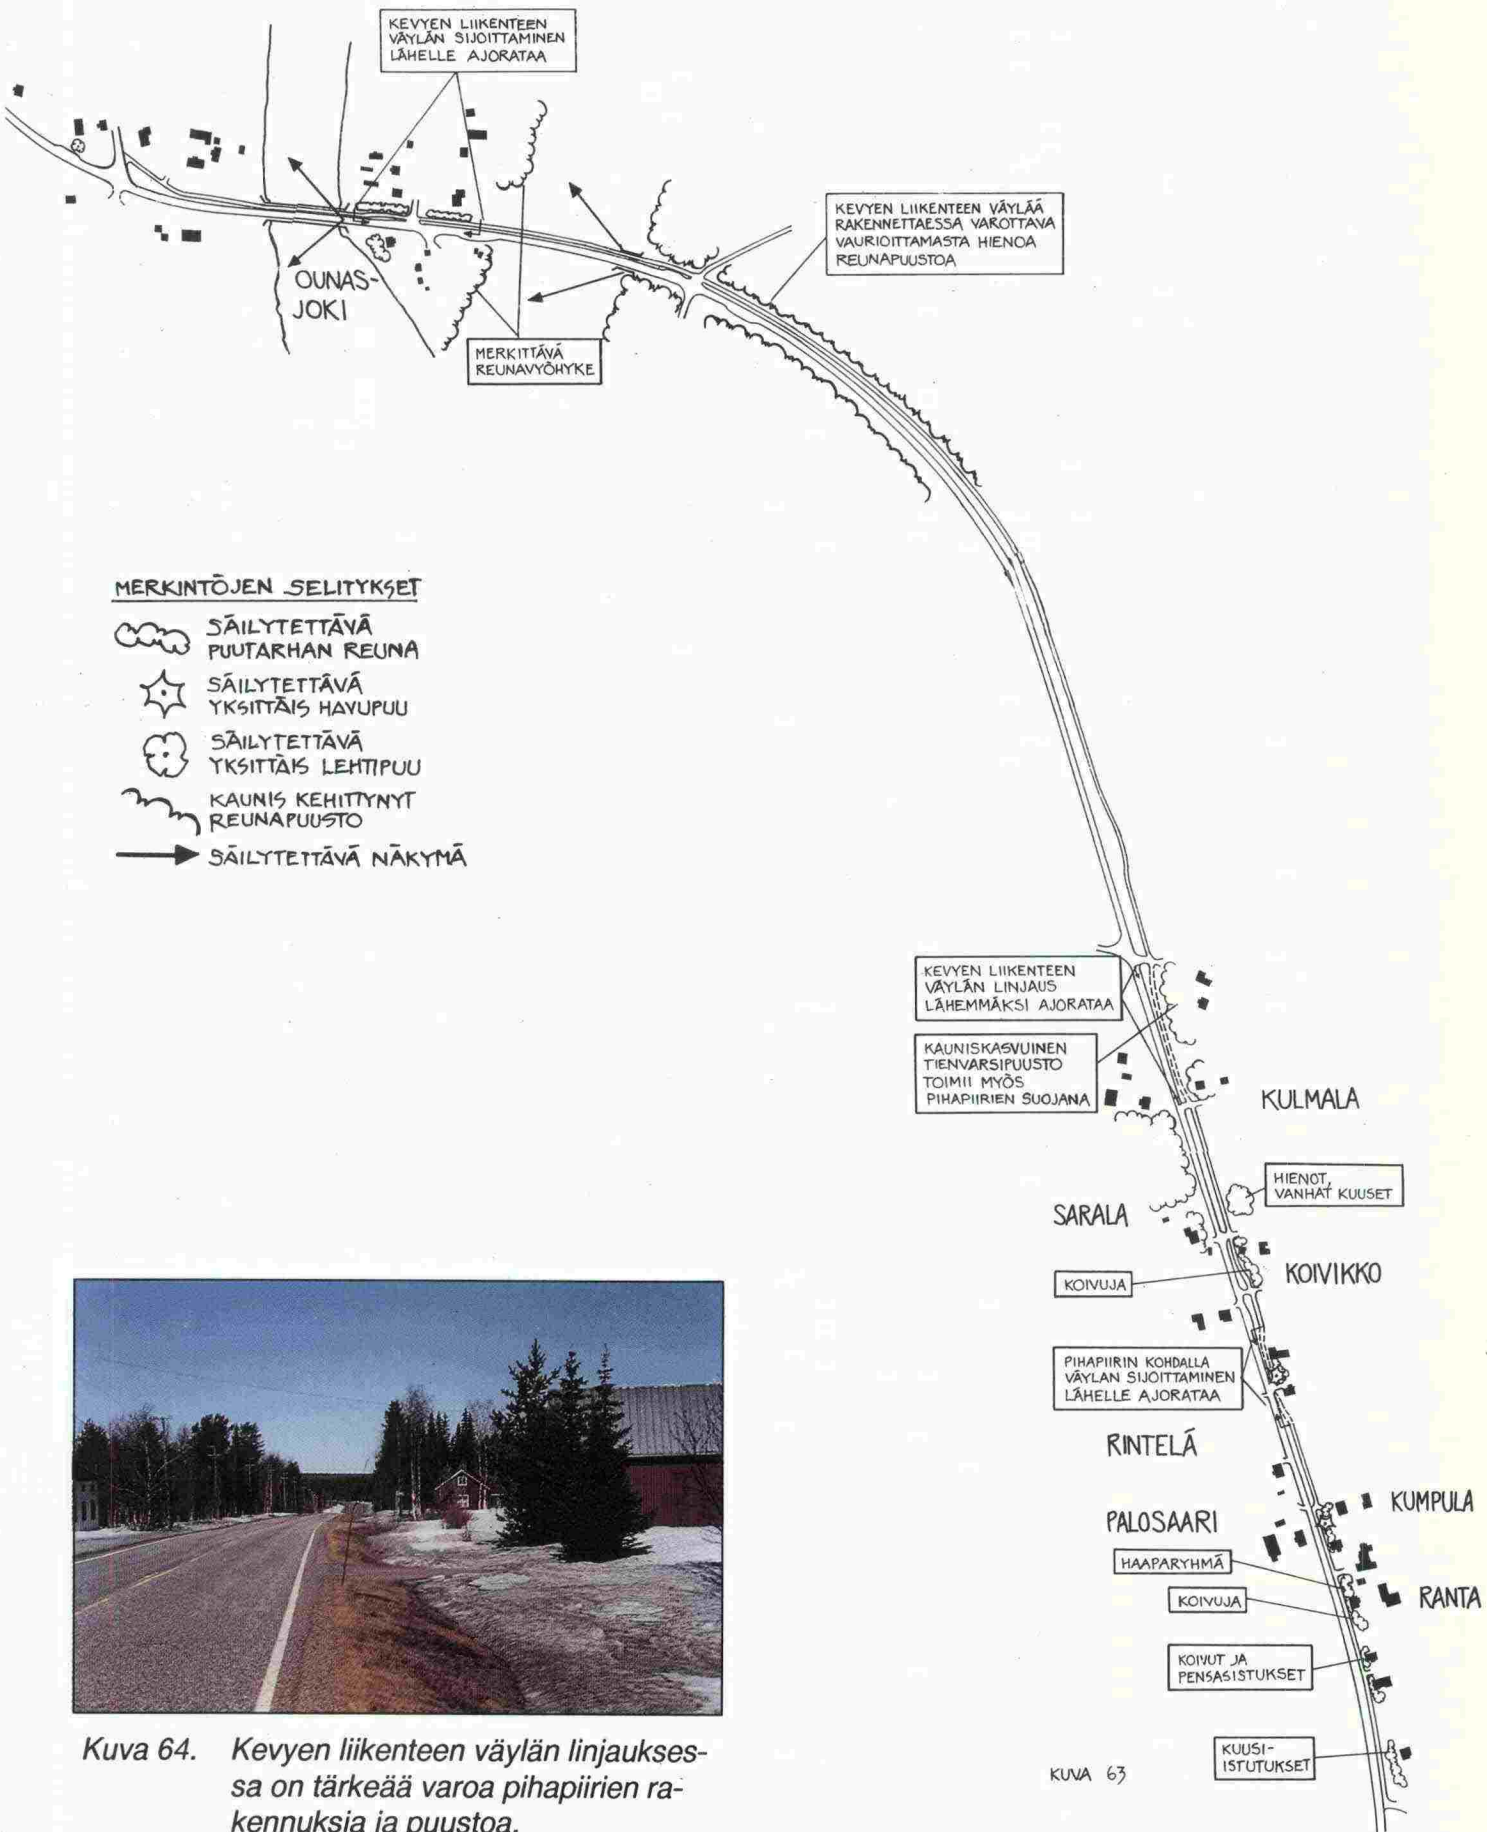 KEVYEN LIIKENTEEN
VÄYLÄN SIJOITTAMINEN
LÄHELLE AJORATAA
KEVYEN LIIKENTEEN VÄYLÄÄ
RAKENNETTAESSA VAROTTAVA
VAURIOITTAMASTA HIENOA
REUNAPUUSTOA
OUNAS-
JOKI
MERKITTÄVÄ
REUNAVYÖHYKE
MERKINTÖJEN SELITYKSET
SÄILYTETTÄVÄ
PUUTARHAN REUNA
SÄILYTETTÄVÄ
YKSITTÄIS HAVUPUU
SÄILYTETTÄVÄ
YKSITTÄIS LEHTIPUU
KAUNIS KEHITTYNYT
REUNAPUUSTO
SÄILYTETTÄVÄ NÄKYMÄ
KEVYEN LIIKENTEEN
VÄYLÄN LINJAUS
LÄHEMMÄKSI AJORATAA
KAUNISKASVUINEN
TIENVARSIPUUSTO
TOIMII MYÖS
PIHAPIIRIEN SUOJANA
KULMALA
HIENOT,
VANHAT KUUSET
SARALA
KOIVIKKO
KOIVUJA
PIHAPIIRIN KOHDALLA
VÄYLÄN SIJOITTAMINEN
LÄHELLE AJORATAA
RINTELÄ
KUMPULA
PALOSAARI
HAAPARYHMÄ
KOIVUJA
RANTA
KOIVUT JA
PENSASISTUKSET
KUUSI-
ISTUTUKSET
KUVA 63
Kuva 64. Kevyen liikenteen väylän linjaukses-
sa on tärkeää varoa pihapiirien ra-
kennuksia ja puustoa.